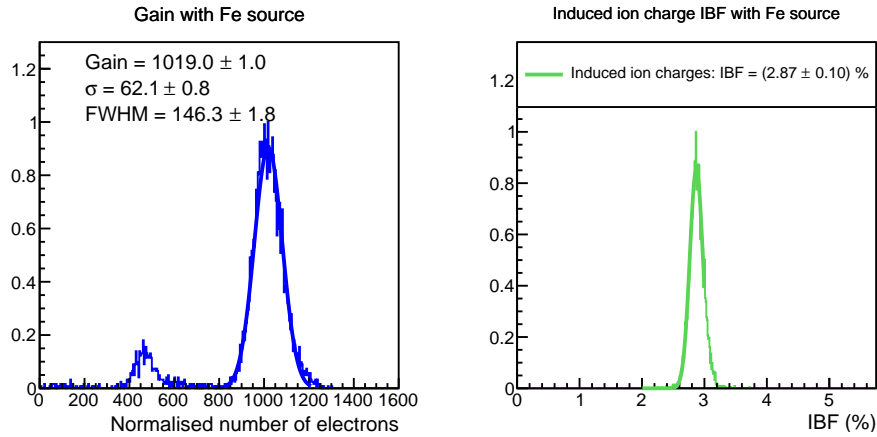 Gain with Fe source
Gain = 1019.0 ± 1.0
σ = 62.1 ± 0.8
FWHM = 146.3 ± 1.8
1.2
1
0.8
0.6
0.4
0.2
0
0 200 400 600 800 1000 1200 1400 1600
Normalised number of electrons
Induced ion charge IBF with Fe source
Induced ion charges: IBF = (2.87 ± 0.10) %
1.2
1
0.8
0.6
0.4
0.2
0
0 1 2 3 4 5
IBF (%)